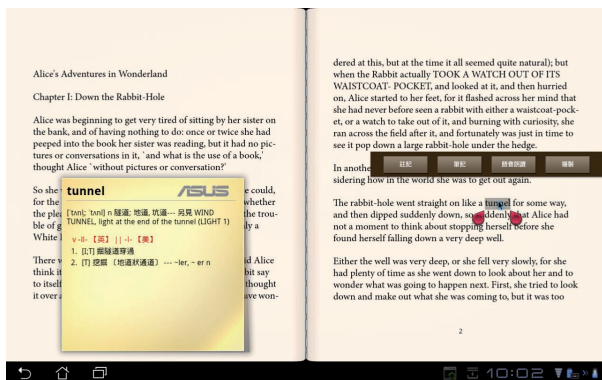 Alice's Adventures in Wonderland
Chapter I: Down the Rabbit-Hole
Alice was beginning to get very tired of sitting by her sister on
the bank, and of having nothing to do: once or twice she had
peeped into the book her sister was reading, but it had no pic-
tures or conversations in it, `and what is the use of a book,'
thought Alice `without pictures or conversation?'
So she
for the
the plea
ble of g
White
There w
think it
to itself
it over a
e could,
whether
the trou-
ly a
id Alice
bit say
thought
ave won-
tunnel
ASUS
n 隧道; 地道, 坑道--- 另見 WIND
TUNNEL, light at the end of the tunnel (LIGHT 1)
v -ll- 【英】 || -l- 【美】
1. [I;T] 掘隧道穿過
2. [T] 挖掘 〔地道狀通道〕 --- ~ler, ~ er n
dered at this, but at the time it all seemed quite natural); but
when the Rabbit actually TOOK A WATCH OUT OF ITS
WAISTCOAT- POCKET, and looked at it, and then hurried
on, Alice started to her feet, for it flashed across her mind that
she had never before seen a rabbit with either a waistcoat-pock-
et, or a watch to take out of it, and burning with curiosity, she
ran across the field after it, and fortunately was just in time to
see it pop down a large rabbit-hole under the hedge.
In anothe
註記 筆記 複製
sidering how in the world she was to get out again.
The rabbit-hole went straight on like a tunnel for some way,
and then dipped suddenly down, so suddenly that Alice had
not a moment to think about stopping herself before she
found herself falling down a very deep well.
Either the well was very deep, or she fell very slowly, for she
had plenty of time as she went down to look about her and to
wonder what was going to happen next. First, she tried to look
down and make out what she was coming to, but it was too
2
10:02